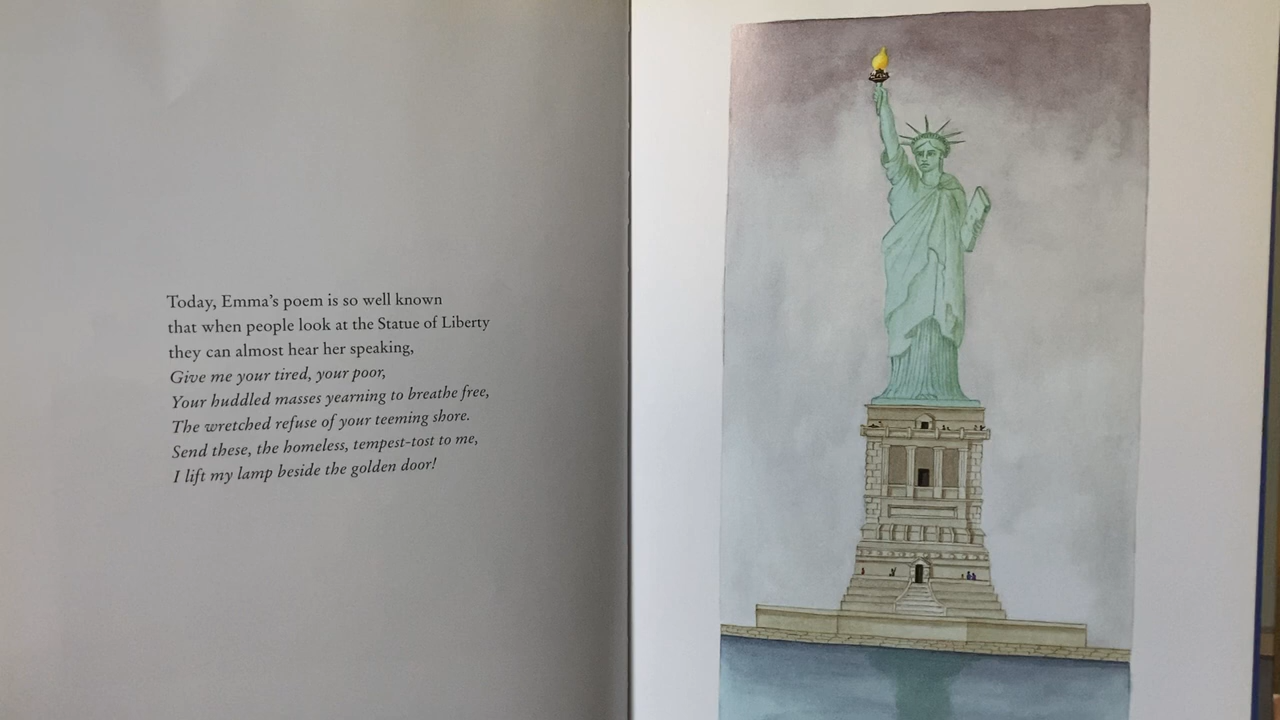 Today, Emma's poem is so well known
that when people look at the Statue of Liberty
they can almost hear her speaking,
Give me your tired, your poor,
Your huddled masses yearning to breathe free,
The wretched refuse of your teeming shore.
Send these, the homeless, tempest-tost to me,
I lift my lamp beside the golden door!